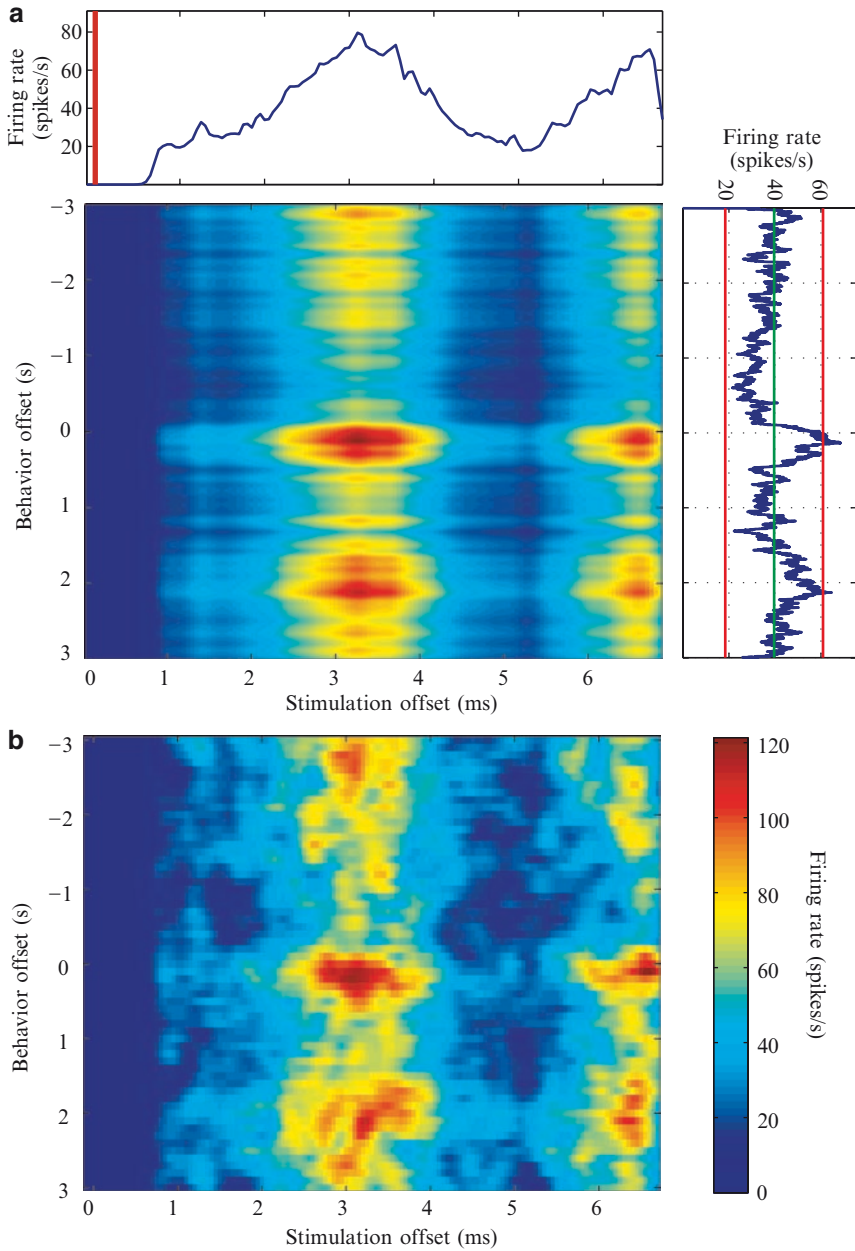 a
Firing rate
(spikes/s)
80
60
40
20
Firing rate
(spikes/s)
20
40
60
Behavior offset (s)
−3
−2
−1
0
1
2
3
0 1 2 3 4 5 6
Stimulation offset (ms)
b
Behavior offset (s)
−3
−2
−1
0
1
2
3
0 1 2 3 4 5 6
Stimulation offset (ms)
120
100
80
60
40
20
0
Firing rate (spikes/s)